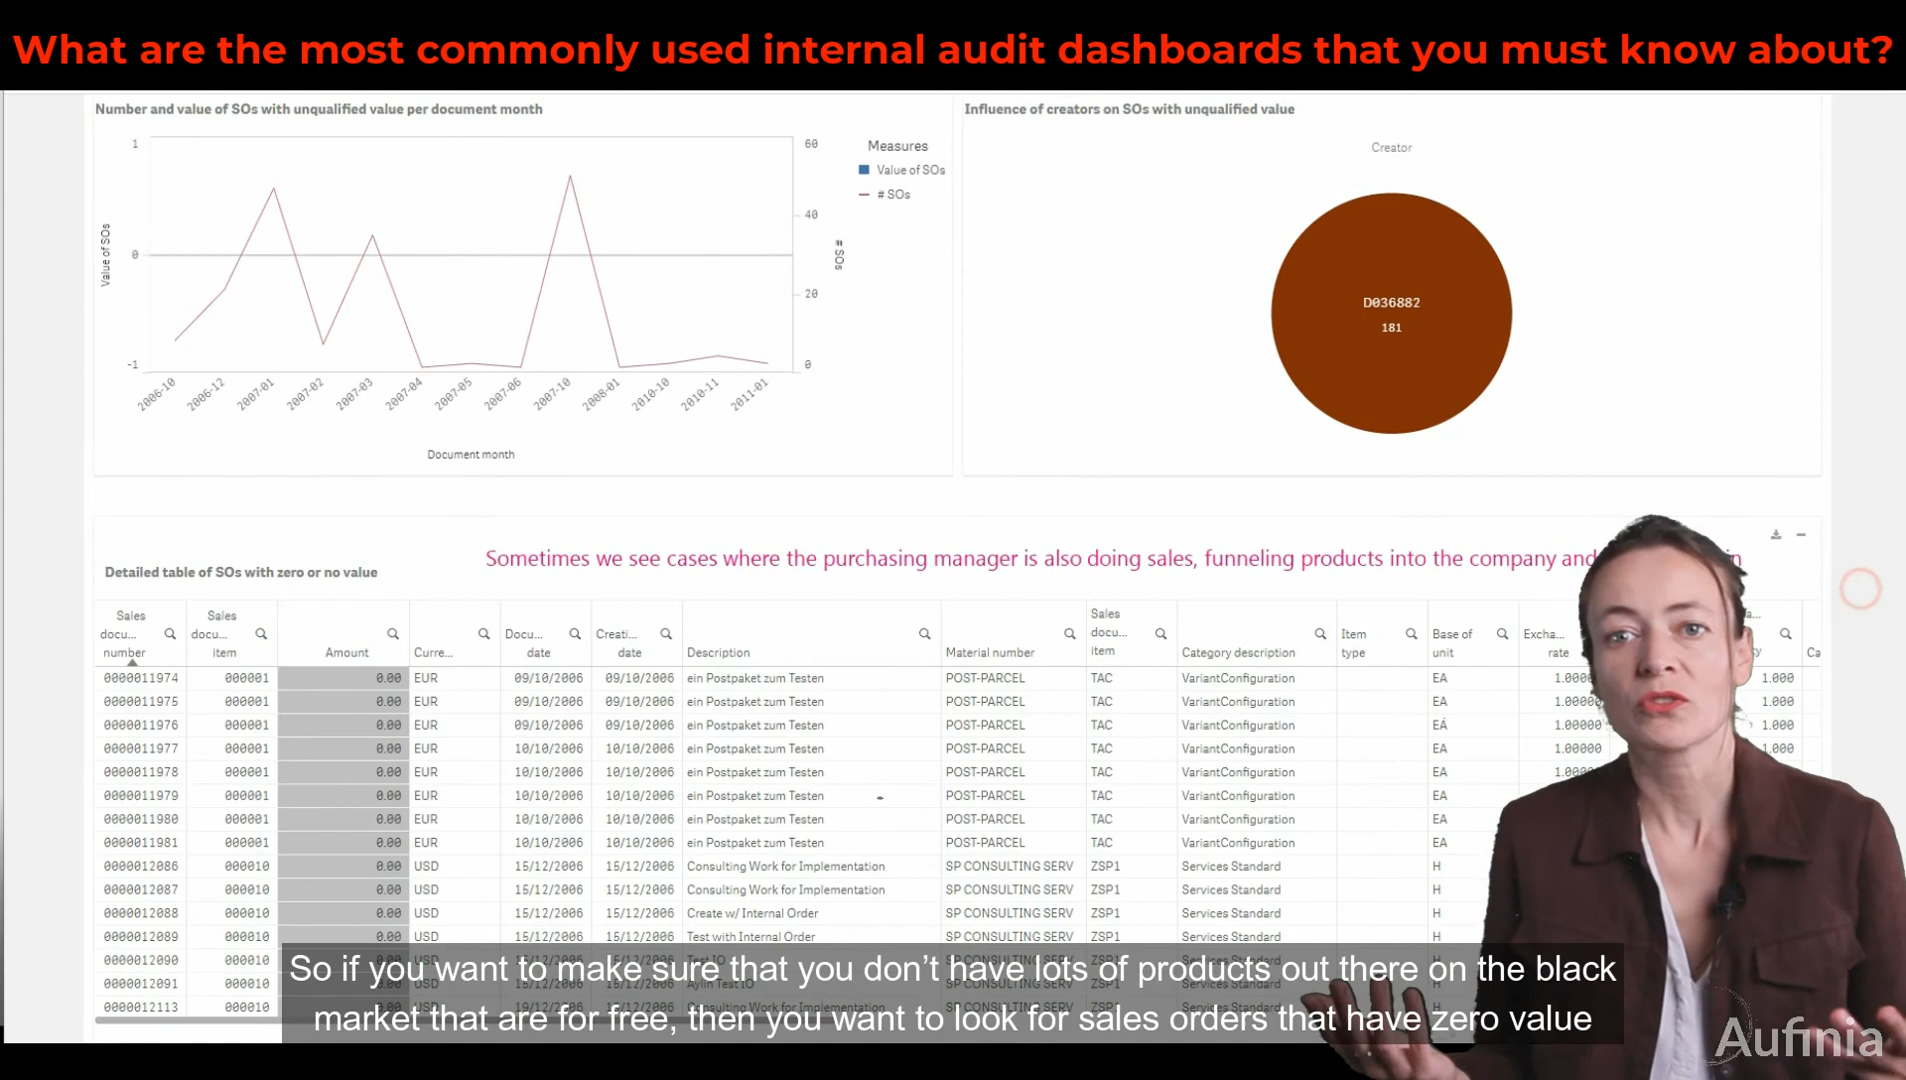 What are the most commonly used internal audit dashboards that you must know about?
Number and value of SOs with unqualified value per document month
Influence of creators on SOs with unqualified value
1
0
-1
Value of SOs
60
40
20
0
# SOs
Measures
Value of SOs
# SOs
2006-10 2006-12 2007-01 2007-02 2007-03 2007-04 2007-05 2007-06 2007-10 2008-01 2010-10 2010-11 2011-01
Document month
Creator
D036882
181
Sometimes we see cases where the purchasing manager is also doing sales, funneling products into the company and
Detailed table of SOs with zero or no value
Sales docu... number Sales docu... item Amount Curre... Docu... date Creati... date Description Material number Sales docu... item Category description Item type Base of unit Excha... rate
0000011974 000001 0.00 EUR 09/10/2006 09/10/2006 ein Postpaket zum Testen POST-PARCEL TAC VariantConfiguration EA 1.0000 1.000
0000011975 000001 0.00 EUR 09/10/2006 09/10/2006 ein Postpaket zum Testen POST-PARCEL TAC VariantConfiguration EA 1.00000 1.000
0000011976 000001 0.00 EUR 09/10/2006 09/10/2006 ein Postpaket zum Testen POST-PARCEL TAC VariantConfiguration EA 1.00000 1.000
0000011977 000001 0.00 EUR 10/10/2006 10/10/2006 ein Postpaket zum Testen POST-PARCEL TAC VariantConfiguration EA 1.00000 1.000
0000011978 000001 0.00 EUR 10/10/2006 10/10/2006 ein Postpaket zum Testen POST-PARCEL TAC VariantConfiguration EA 1.0000
0000011979 000001 0.00 EUR 10/10/2006 10/10/2006 ein Postpaket zum Testen POST-PARCEL TAC VariantConfiguration EA
0000011980 000001 0.00 EUR 10/10/2006 10/10/2006 ein Postpaket zum Testen POST-PARCEL TAC VariantConfiguration EA
0000011981 000001 0.00 EUR 10/10/2006 10/10/2006 ein Postpaket zum Testen POST-PARCEL TAC VariantConfiguration EA
0000012086 000010 0.00 USD 15/12/2006 15/12/2006 Consulting Work for Implementation SP CONSULTING SERV ZSP1 Services Standard H
0000012087 000010 0.00 USD 15/12/2006 15/12/2006 Consulting Work for Implementation SP CONSULTING SERV ZSP1 Services Standard H
0000012088 000010 0.00 USD 15/12/2006 15/12/2006 Create w/ Internal Order SP CONSULTING SERV ZSP1 Services Standard H
0000012089 000010 0.00 USD 15/12/2006 15/12/2006 Test with Internal Order SP CONSULTING SERV ZSP1 Services Standard H
0000012090 000010
0000012091 000010
0000012113 000010
So if you want to make sure that you don't have lots of products out there on the black
market that are for free, then you want to look for sales orders that have zero value
Aufinia